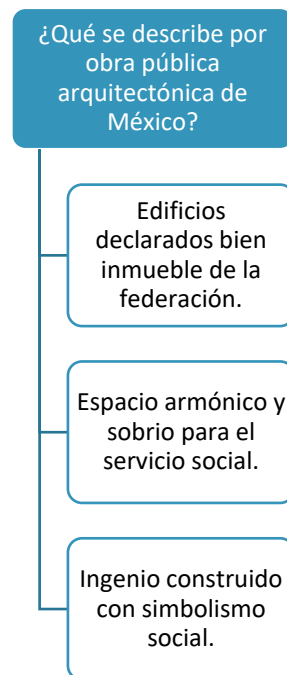 ¿Qué se describe por
obra pública
arquitectónica de
México?
Edificios
declarados bien
inmueble de la
federación.
Espacio armónico y
sobrio para el
servicio social.
Ingenio construido
con simbolismo
social.